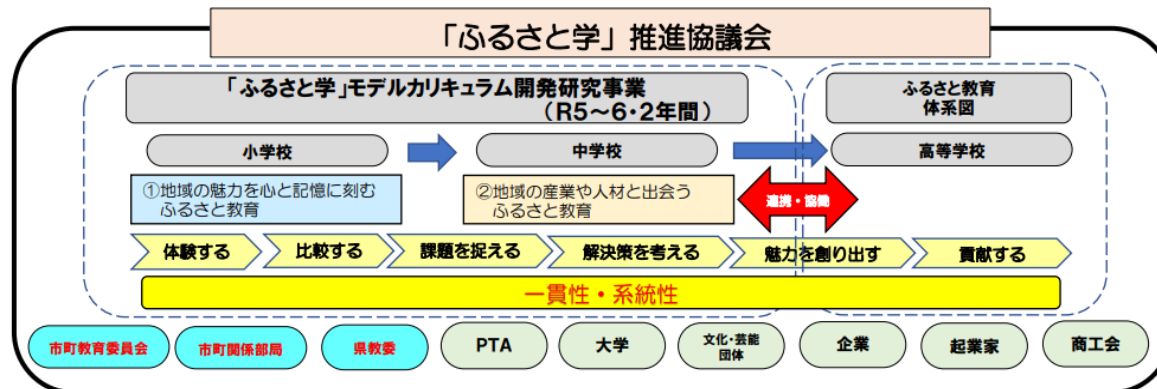 「ふるさと学」推進協議会
「ふるさと学」モデルカリキュラム開発研究事業
（R5～6・2年間）
ふるさと教育
体系図
小学校
中学校
高等学校
①地域の魅力を心と記憶に刻む
ふるさと教育
②地域の産業や人材と出会う
ふるさと教育
連携・協働
体験する
比較する
課題を捉える
解決策を考える
魅力を創り出す
貢献する
一貫性・系統性
市町教育委員会
市町関係部局
県教委
PTA
大学
文化・芸能
団体
企業
起業家
商工会